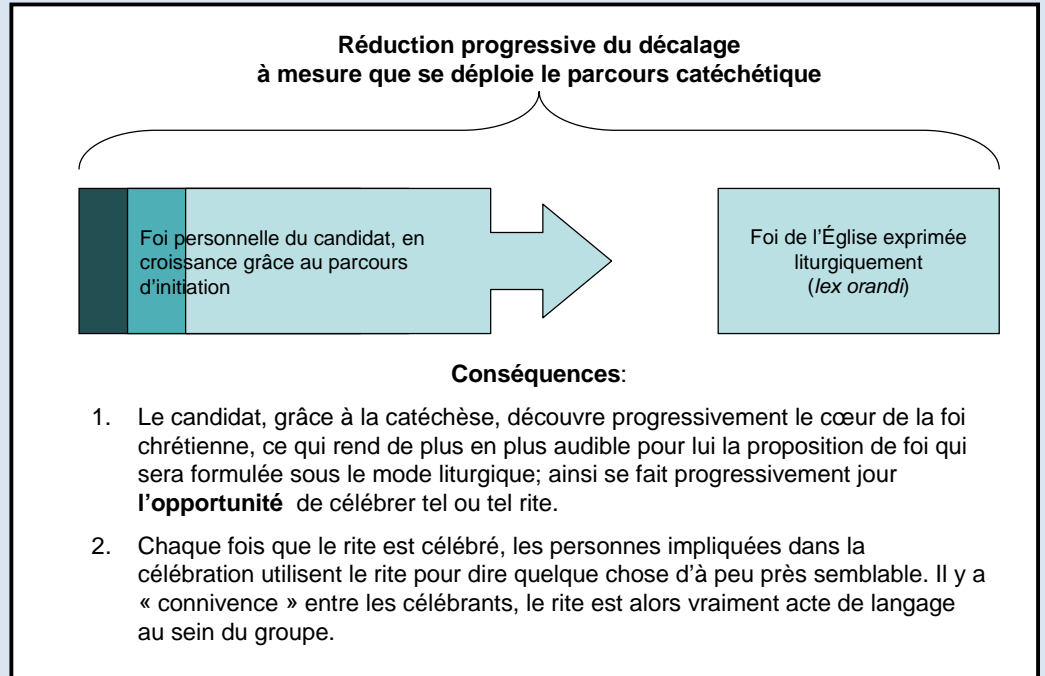 Réduction progressive du décalage
à mesure que se déploie le parcours catéchétique
Foi personnelle du candidat, en
croissance grâce au parcours
d'initiation
Foi de l'Église exprimée
liturgiquement
(lex orandi)
Conséquences:
1. Le candidat, grâce à la catéchèse, découvre progressivement le cœur de la foi
chrétienne, ce qui rend de plus en plus audible pour lui la proposition de foi qui
sera formulée sous le mode liturgique; ainsi se fait progressivement jour
l'opportunité de célébrer tel ou tel rite.
2. Chaque fois que le rite est célébré, les personnes impliquées dans la
célébration utilisent le rite pour dire quelque chose d'à peu près semblable. Il y a
« connivence » entre les célébrants, le rite est alors vraiment acte de langage
au sein du groupe.